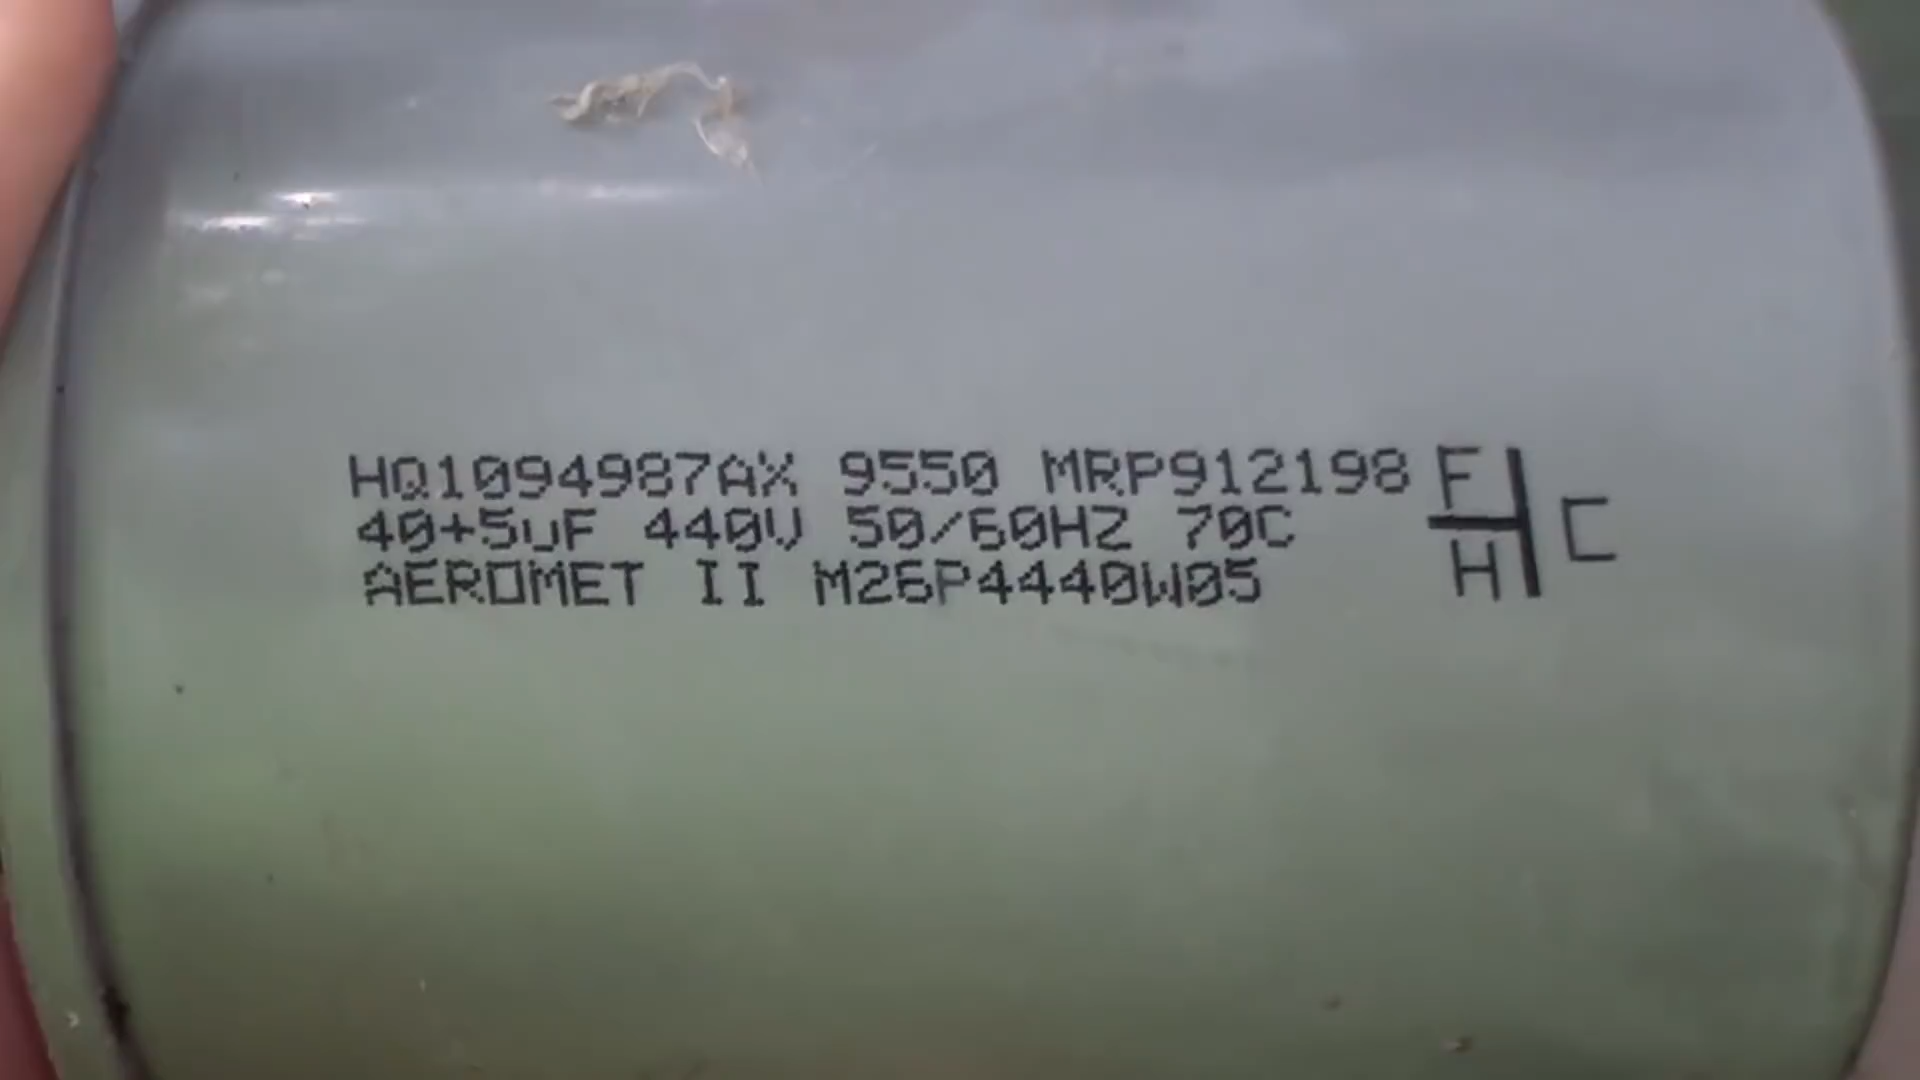 HQ1094987AX 9550 MRP912198
40+5uF 440V 50/60HZ 70C
AEROMET II M26P4440W05
F
H
C